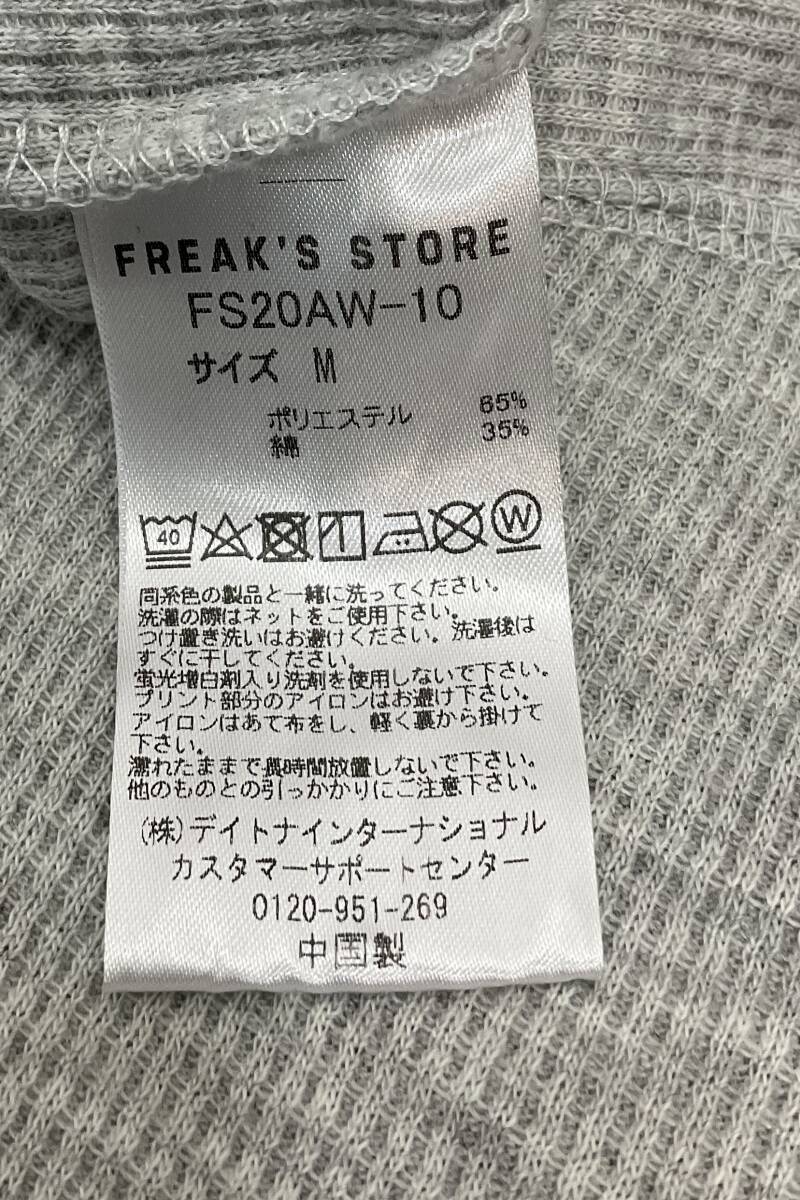 FREAK'S STORE
FS20AW-10
サイズ M
ポリエステル 65%
綿 35%
40 W
同系色の製品と一緒に洗ってください。
洗濯の際はネットをご使用下さい。
つけ置き洗いはお避けください。洗濯後は
すぐに干してください。
蛍光増白剤入り洗剤を使用しないで下さい。
プリント部分のアイロンはお避け下さい。
アイロンはあて布をし、軽く裏から掛けて
下さい。
濡れたままで長時間放置しないで下さい。
他のものとの引っかかりにご注意下さい。
(株)デイトナインターナショナル
カスタマーサポートセンター
0120-951-269
中国製